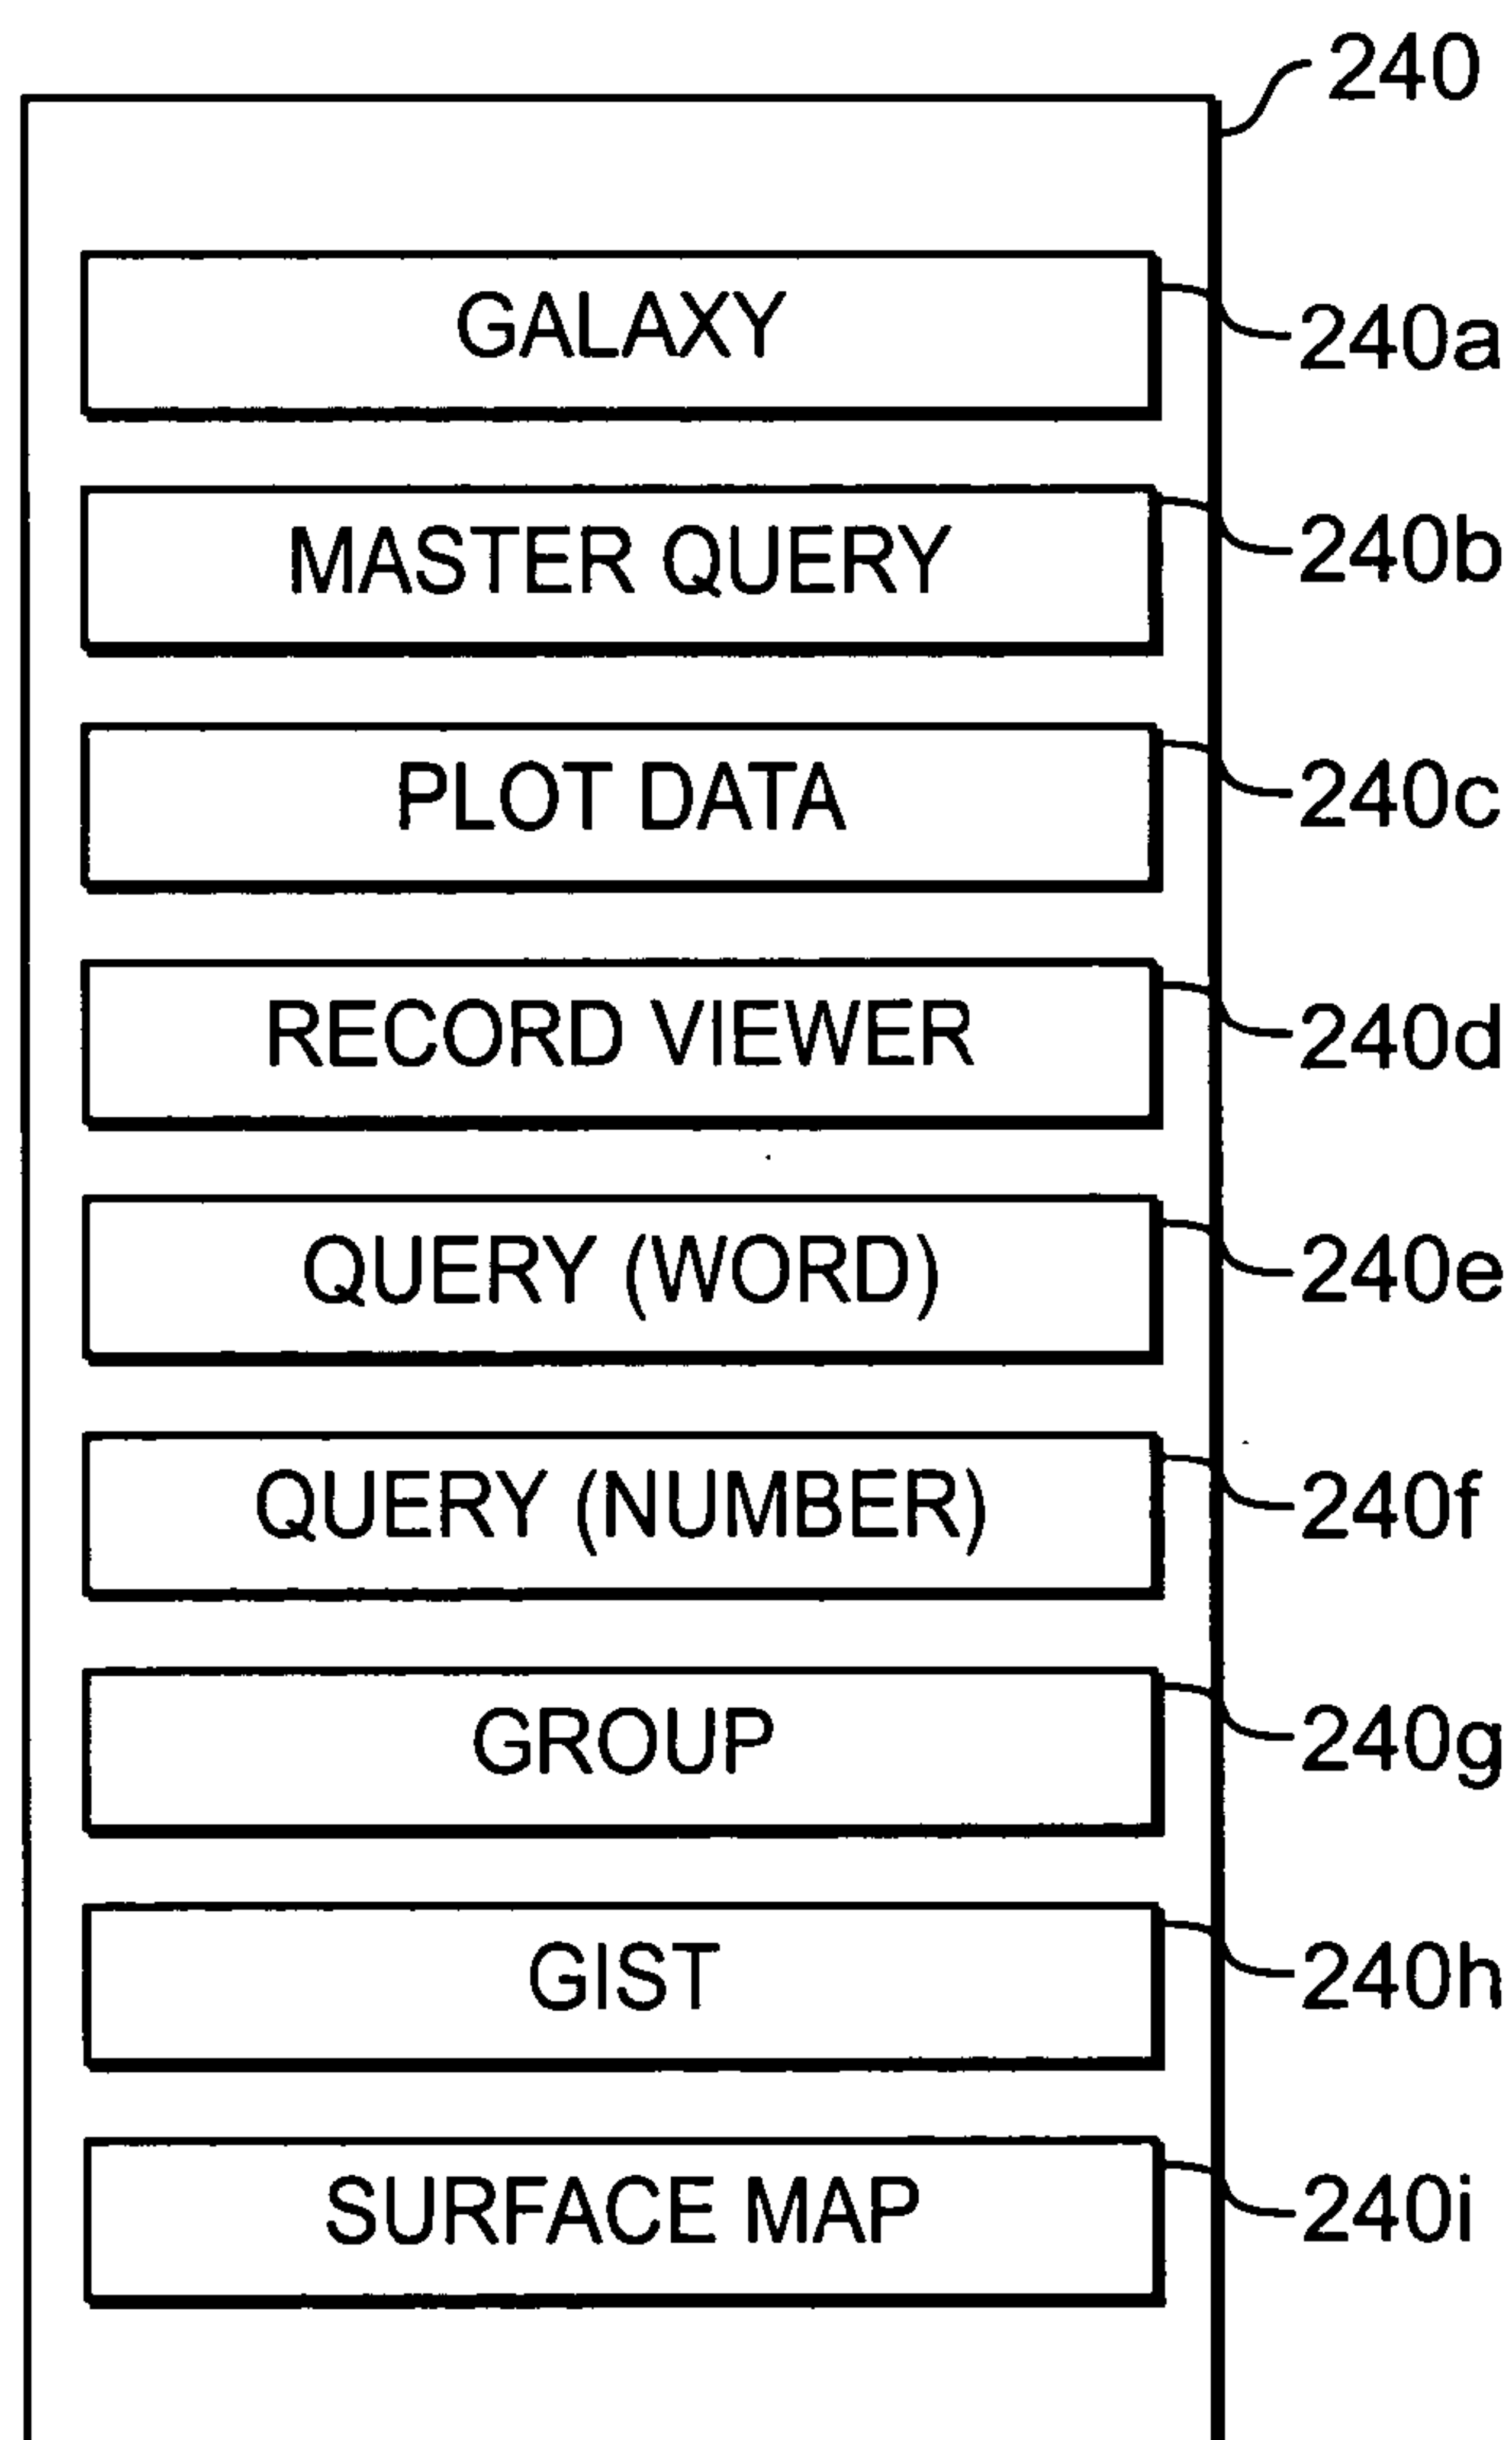 240
GALAXY 240a
MASTER QUERY 240b
PLOT DATA 240c
RECORD VIEWER 240d
QUERY (WORD) 240e
QUERY (NUMBER) 240f
GROUP 240g
GIST 240h
SURFACE MAP 240i